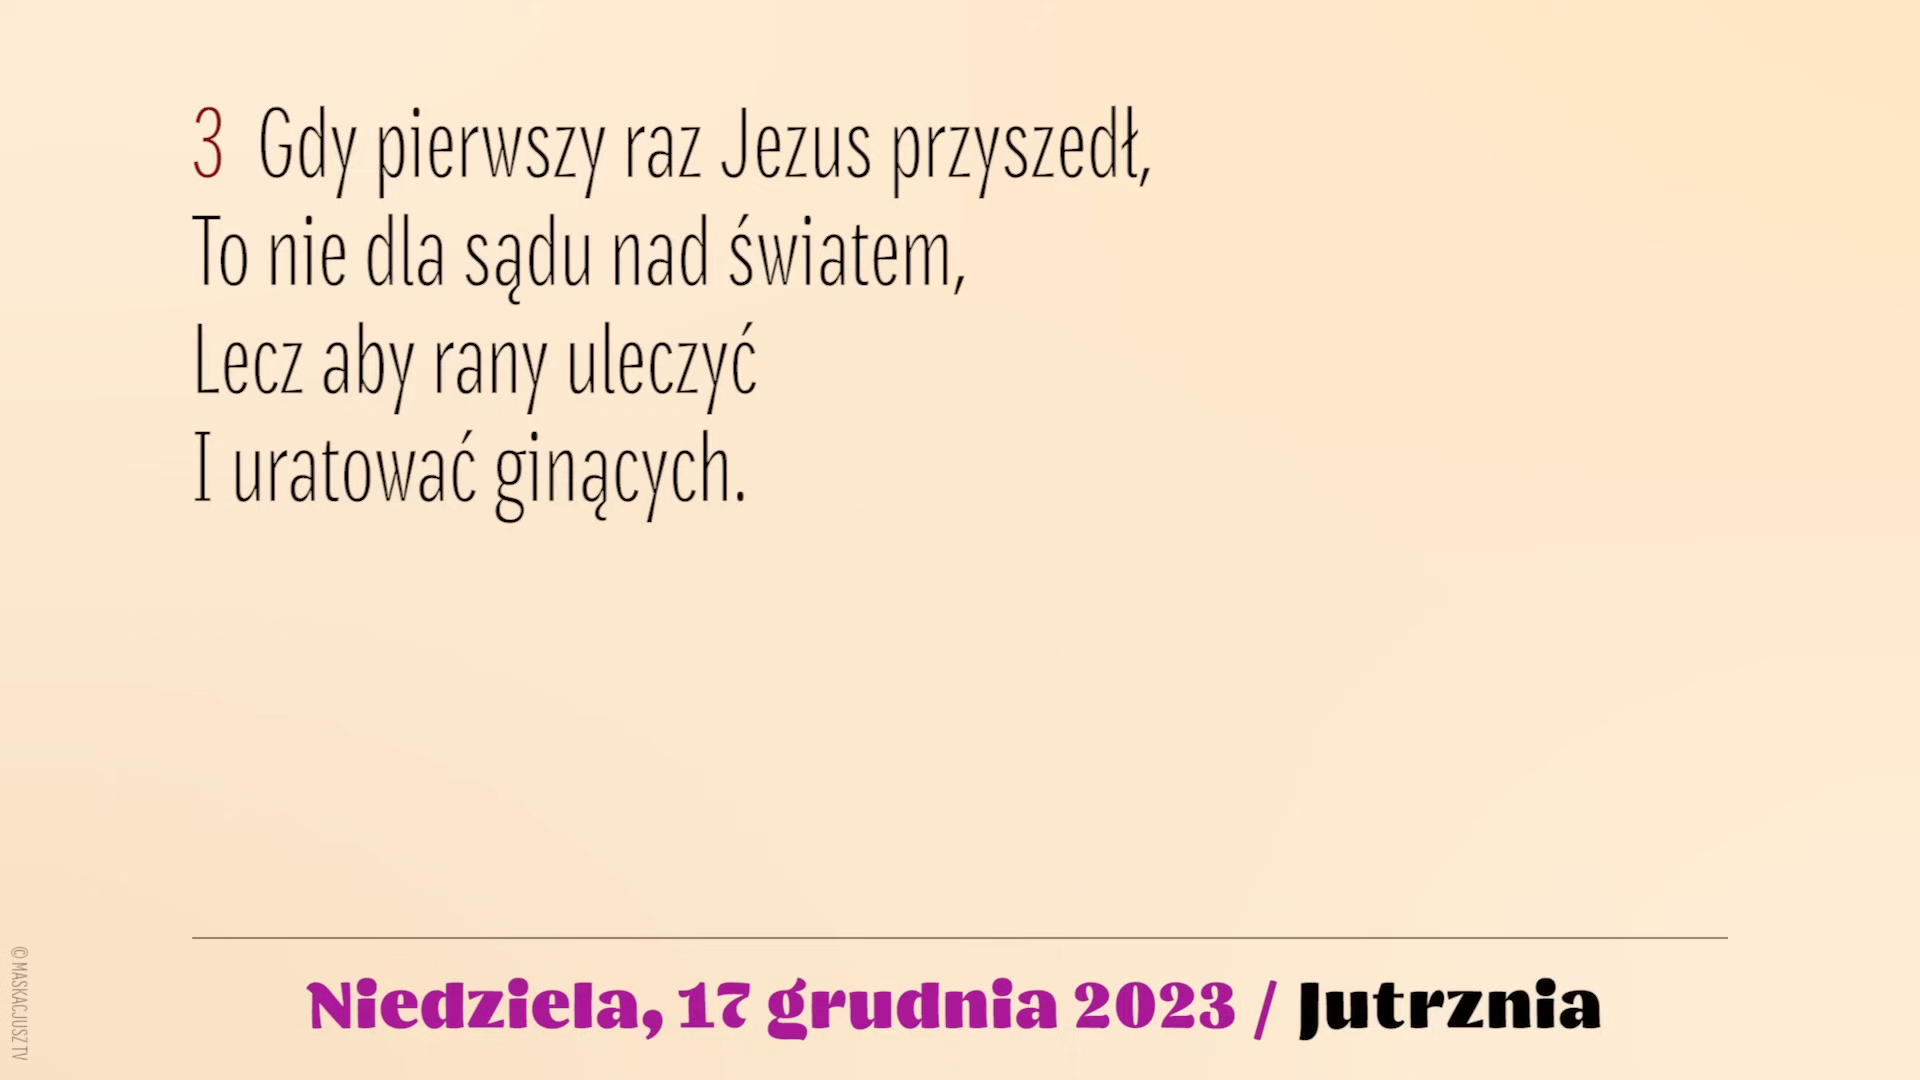 3 Gdy pierwszy raz Jezus przyszedł,
To nie dla sądu nad światem,
Lecz aby rany uleczyć
I uratować ginących.
Niedziela, 17 grudnia 2023 / Jutrznia
© MASKACJUSZ TV